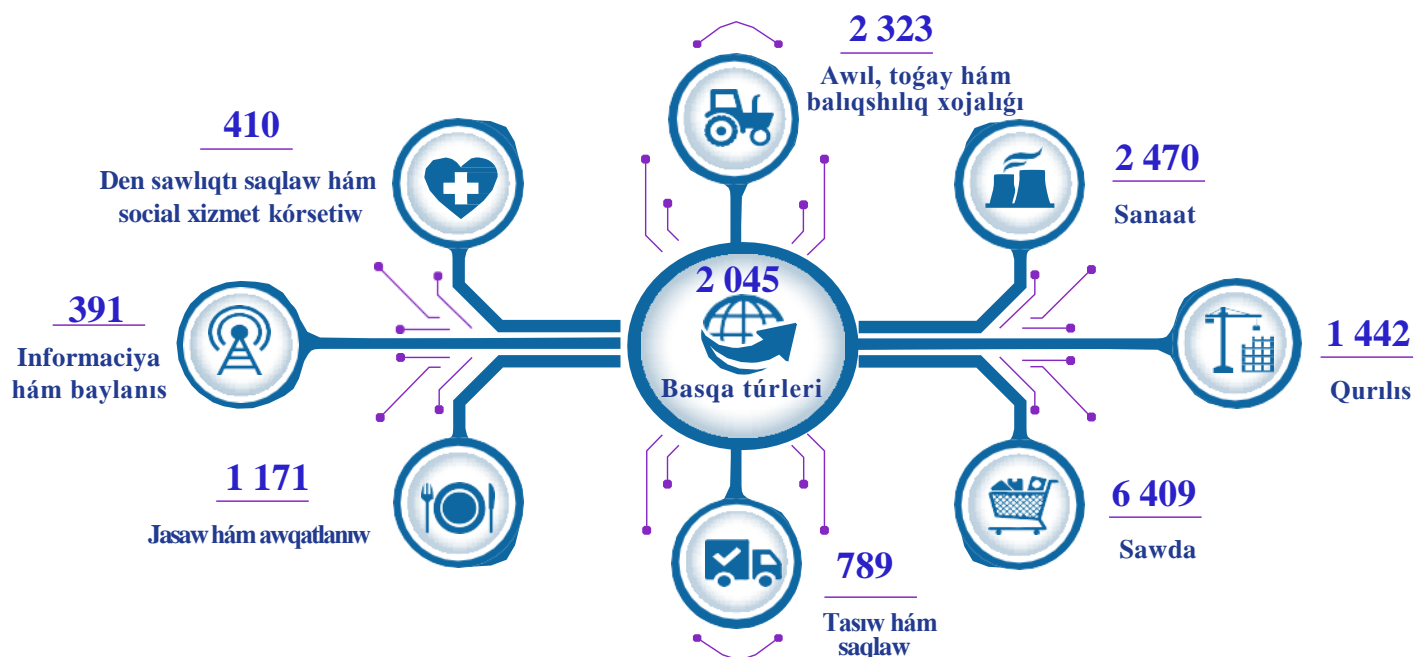 2 323
Awıl, toǵay hám
balıqshılıq xojalıǵı
410
Den sawlıqtı saqlaw hám
social xizmet kórsetiw
2 470
Sanaat
2 045
Basqa túrleri
391
Informaciya
hám baylanıs
1 442
Qurılıs
1 171
Jasaw hám awqatlanıw
6 409
Sawda
789
Tasıw hám
saqlaw